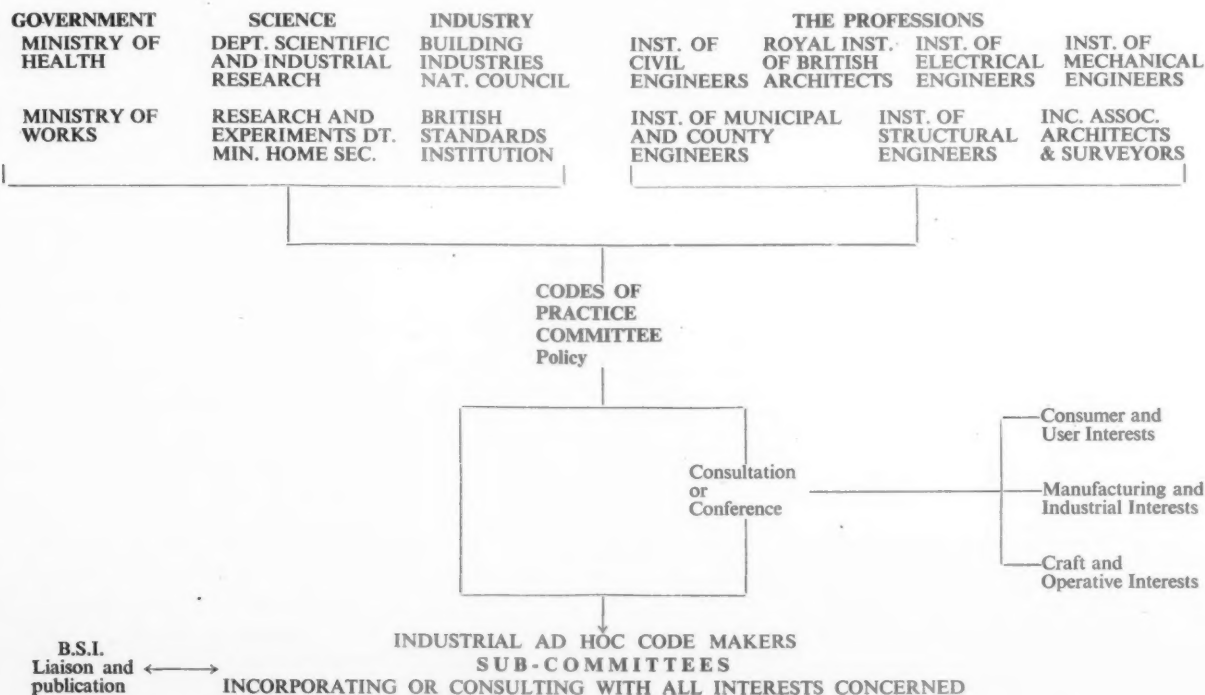 GOVERNMENT
MINISTRY OF
HEALTH
MINISTRY OF
WORKS
SCIENCE
DEPT. SCIENTIFIC
AND INDUSTRIAL
RESEARCH
RESEARCH AND
EXPERIMENTS DT.
MIN. HOME SEC.
INDUSTRY
BUILDING
INDUSTRIES
NAT. COUNCIL
BRITISH
STANDARDS
INSTITUTION
THE PROFESSIONS
INST. OF
CIVIL
ENGINEERS
ROYAL INST.
OF BRITISH
ARCHITECTS
INST. OF
ELECTRICAL
ENGINEERS
INST. OF
MECHANICAL
ENGINEERS
INST. OF MUNICIPAL
AND COUNTY
ENGINEERS
INST. OF
STRUCTURAL
ENGINEERS
INC. ASSOC.
ARCHITECTS
& SURVEYORS
CODES OF
PRACTICE
COMMITTEE
Policy
Consultation
or
Conference
Consumer and
User Interests
Manufacturing and
Industrial Interests
Craft and
Operative Interests
INDUSTRIAL AD HOC CODE MAKERS
SUB-COMMITTEES
INCORPORATING OR CONSULTING WITH ALL INTERESTS CONCERNED
B.S.I.
Liaison and
publication